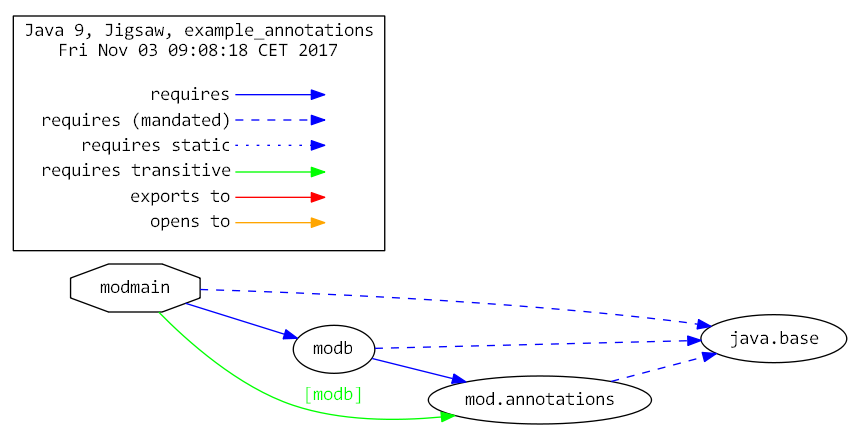 Java 9, Jigsaw, example_annotations
Fri Nov 03 09:08:18 CET 2017
requires
requires (mandated)
requires static
requires transitive
exports to
opens to
modmain
java.base
modb
[modb]
mod.annotations